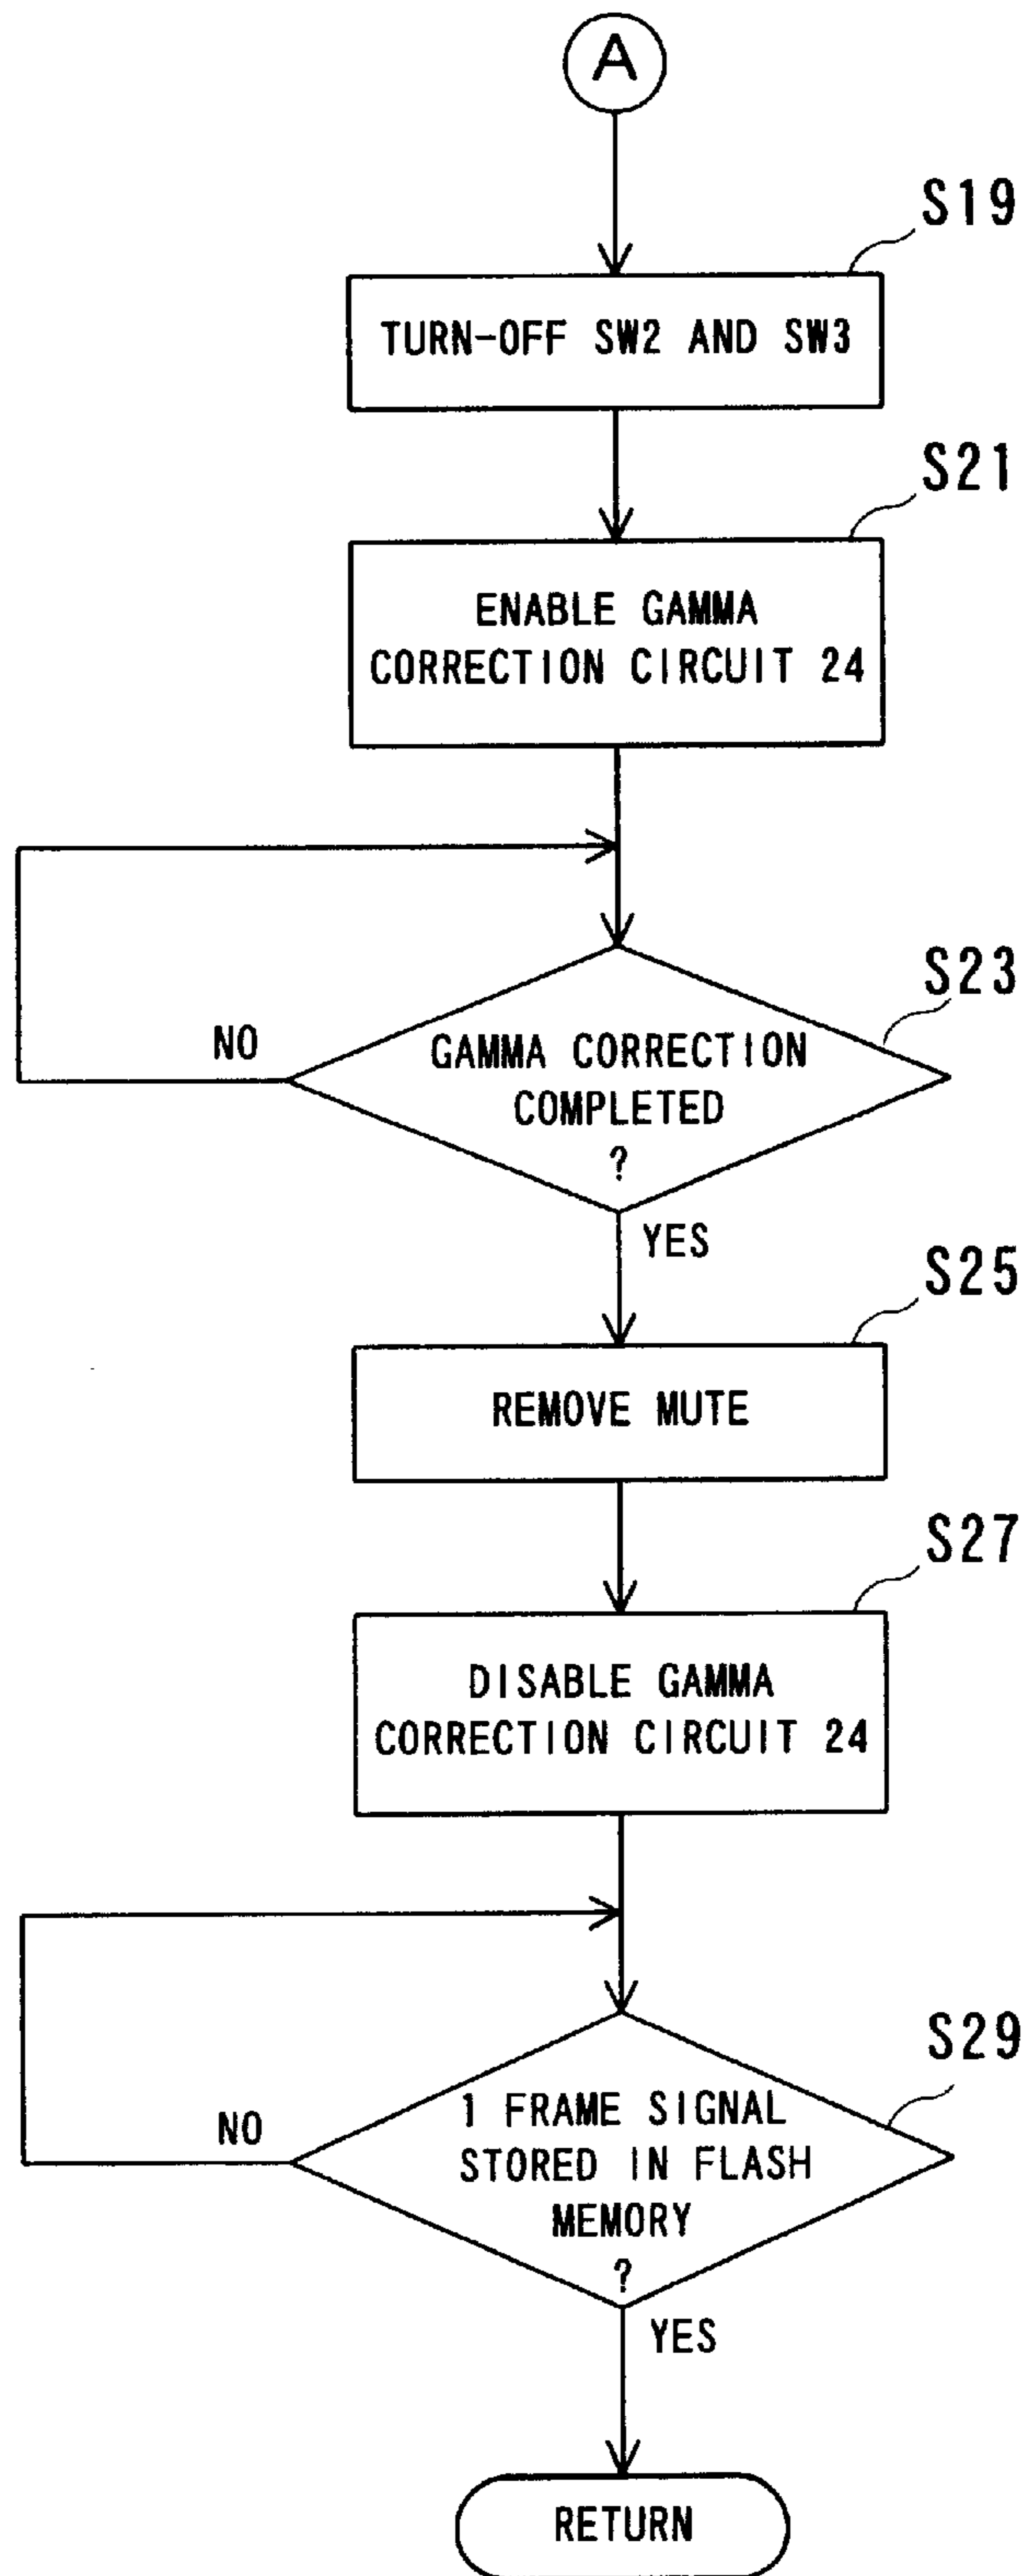 A
S19
TURN-OFF SW2 AND SW3
S21
ENABLE GAMMA
CORRECTION CIRCUIT 24
S23
NO
GAMMA CORRECTION
COMPLETED
?
YES
S25
REMOVE MUTE
S27
DISABLE GAMMA
CORRECTION CIRCUIT 24
S29
NO
1 FRAME SIGNAL
STORED IN FLASH
MEMORY
?
YES
RETURN